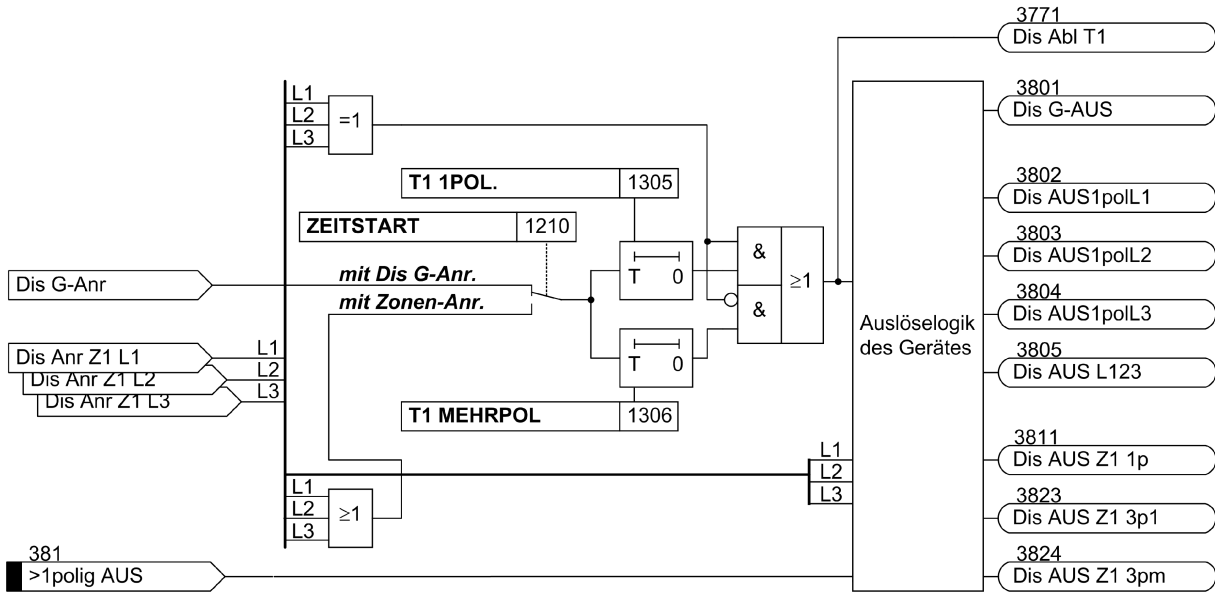 3771
Dis Abl T1
3801
Dis G-AUS
L1
L2
L3
=1
T1 1POL. 1305
3802
Dis AUS1polL1
ZEITSTART 1210
3803
Dis AUS1polL2
Dis G-Anr
mit Dis G-Anr.
mit Zonen-Anr.
T 0
&
&
≥1
3804
Dis AUS1polL3
Auslöselogik
des Gerätes
Dis Anr Z1 L1
Dis Anr Z1 L2
Dis Anr Z1 L3
L1
L2
L3
T 0
3805
Dis AUS L123
T1 MEHRPOL 1306
L1
L2
L3
3811
Dis AUS Z1 1p
L1
L2
L3
≥1
3823
Dis AUS Z1 3p1
381
>1polig AUS
3824
Dis AUS Z1 3pm